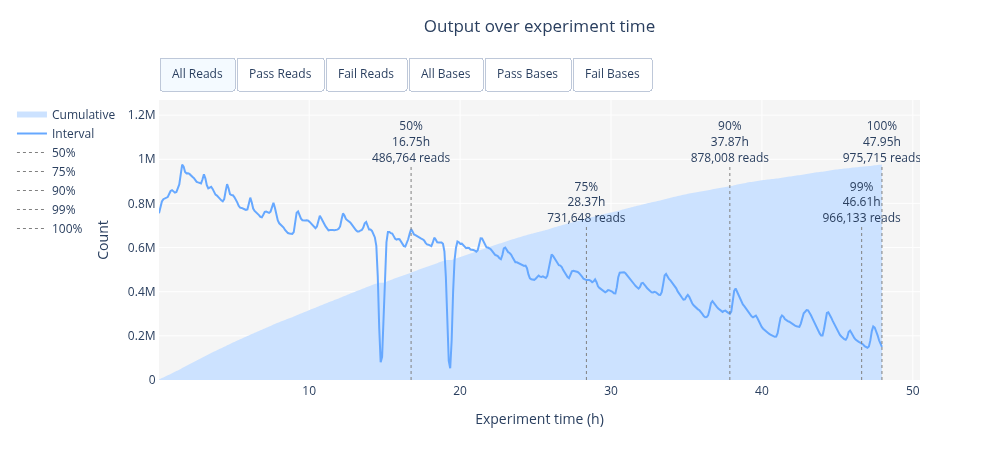 Output over experiment time
All Reads
Pass Reads
Fail Reads
All Bases
Pass Bases
Fail Bases
Cumulative
Interval
50%
75%
90%
99%
100%
1.2M
1M
0.8M
0.6M
0.4M
0.2M
0
Count
50%
16.75h
486,764 reads
75%
28.37h
731,648 reads
90%
37.87h
878,008 reads
100%
47.95h
975,715 reads
99%
46.61h
966,133 reads
10
20
30
40
50
Experiment time (h)